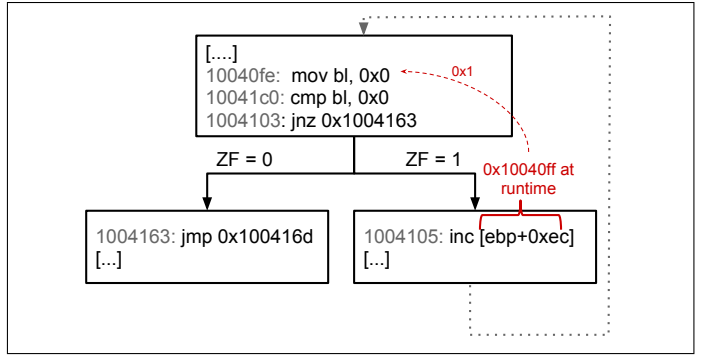 [....]
10040fe: mov bl, 0x0
0x1
10041c0: cmp bl, 0x0
1004103: jnz 0x1004163
ZF = 0
ZF = 1
0x10040ff at
runtime
1004163: jmp 0x100416d
[...]
1004105: inc [ebp+0xec]
[...]